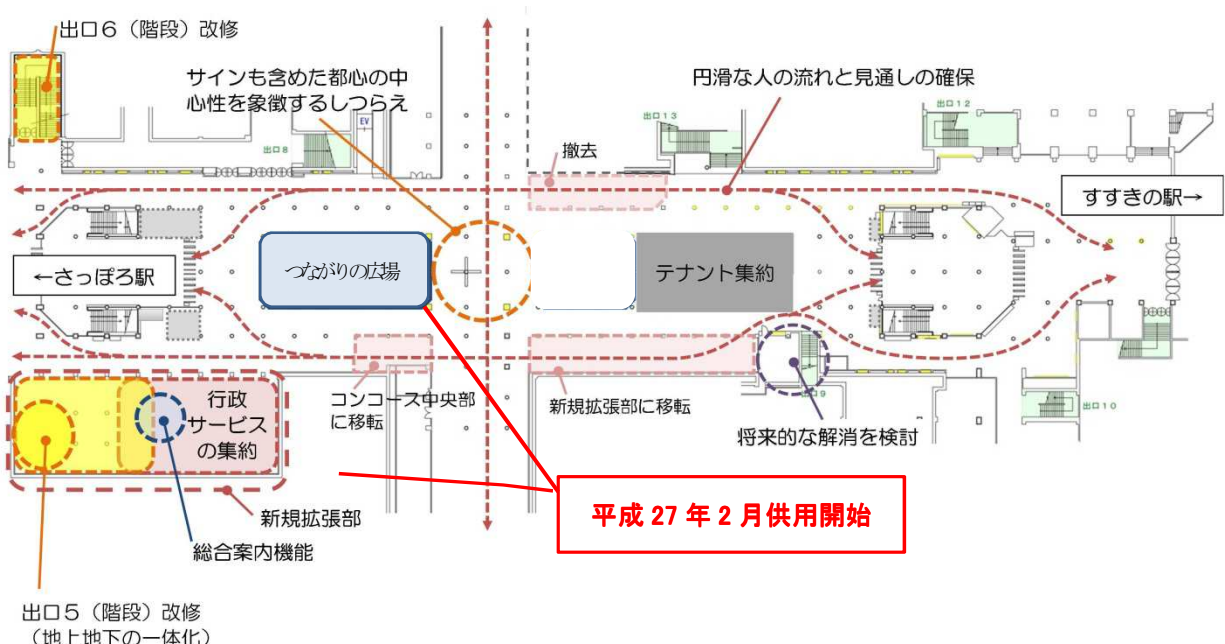 出口6（階段）改修
サインも含めた都心の中
心性を象徴するしつらえ
円滑な人の流れと見通しの確保
EV
出口8
出口13
出口12
撤去
すすきの駅→
←さっぽろ駅
つながりの広場
テナント集約
行政
サービス
の集約
コンコース中央部
に移転
新規拡張部に移転
出口9
出口10
将来的な解消を検討
平成27年2月供用開始
新規拡張部
総合案内機能
出口5（階段）改修
（地上地下の一体化）